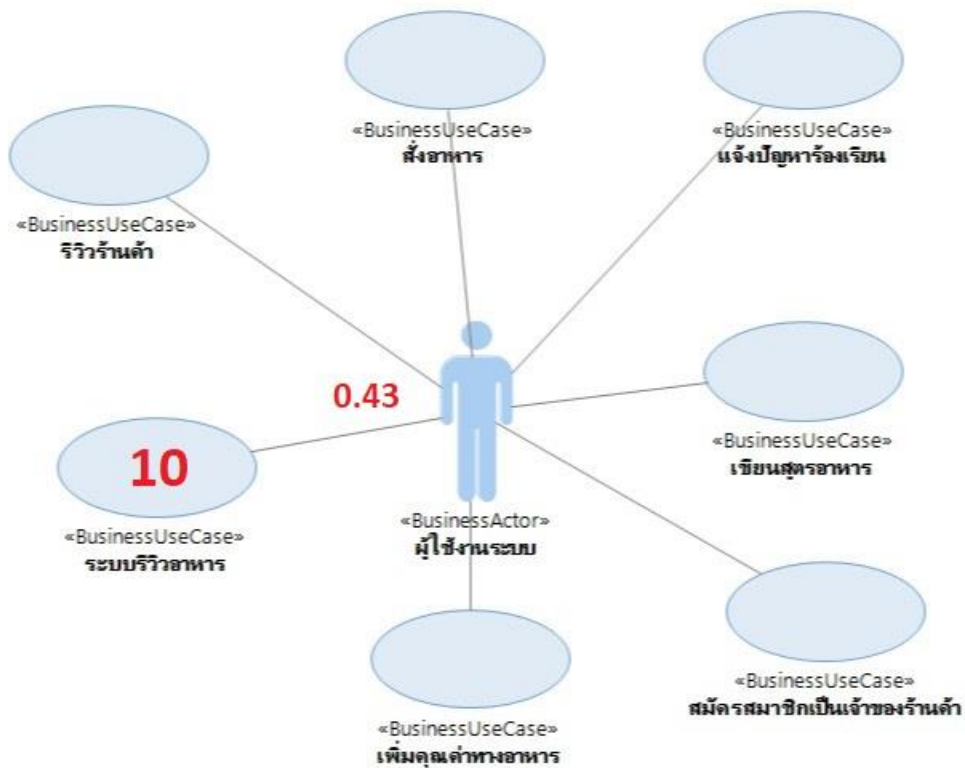 «BusinessUseCase»
สั่งอาหาร
«BusinessUseCase»
แจ้งปัญหาร้องเรียน
«BusinessUseCase»
รีวิวร้านค้า
0.43
«BusinessUseCase»
เขียนสูตรอาหาร
10
«BusinessUseCase»
ระบบรีวิวอาหาร
«BusinessActor»
ผู้ใช้งานระบบ
«BusinessUseCase»
สมัครสมาชิกเป็นเจ้าของร้านค้า
«BusinessUseCase»
เพิ่มคุณค่าทางอาหาร